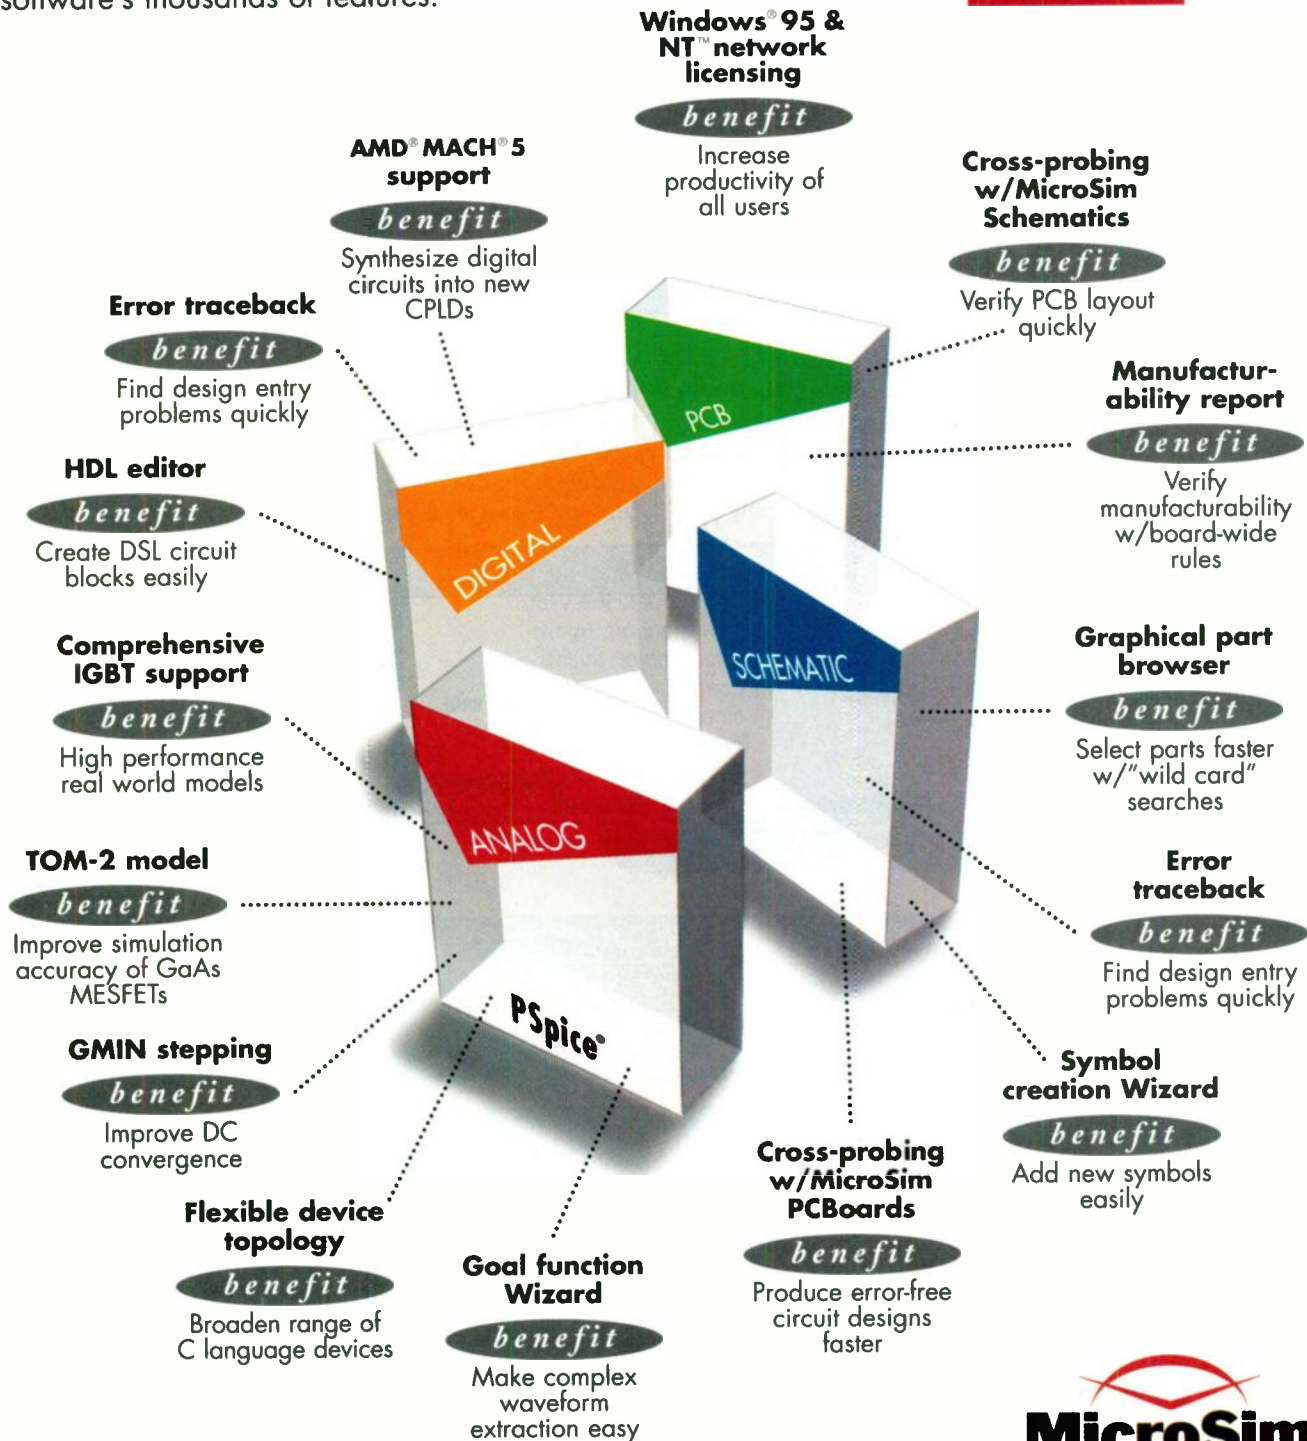 software's thousands of features.
Windows® 95 &
NT™ network
licensing
benefit
Increase
productivity of
all users
AMD® MACH® 5
support
benefit
Synthesize digital
circuits into new
CPLDs
Cross-probing
w/MicroSim
Schematics
benefit
Verify PCB layout
quickly
Error traceback
benefit
Find design entry
problems quickly
Manufactur-
ability report
benefit
Verify
manufacturability
w/board-wide
rules
HDL editor
benefit
Create DSL circuit
blocks easily
PCB
DIGITAL
SCHEMATIC
ANALOG
PSpice®
Comprehensive
IGBT support
benefit
High performance
real world models
Graphical part
browser
benefit
Select parts faster
w/"wild card"
searches
TOM-2 model
benefit
Improve simulation
accuracy of GaAs
MESFETs
Error
traceback
benefit
Find design entry
problems quickly
GMIN stepping
benefit
Improve DC
convergence
Symbol
creation Wizard
benefit
Add new symbols
easily
Flexible device
topology
benefit
Broaden range of
C language devices
Goal function
Wizard
benefit
Make complex
waveform
extraction easy
Cross-probing
w/MicroSim
PCBoards
benefit
Produce error-free
circuit designs
faster
MicroSim